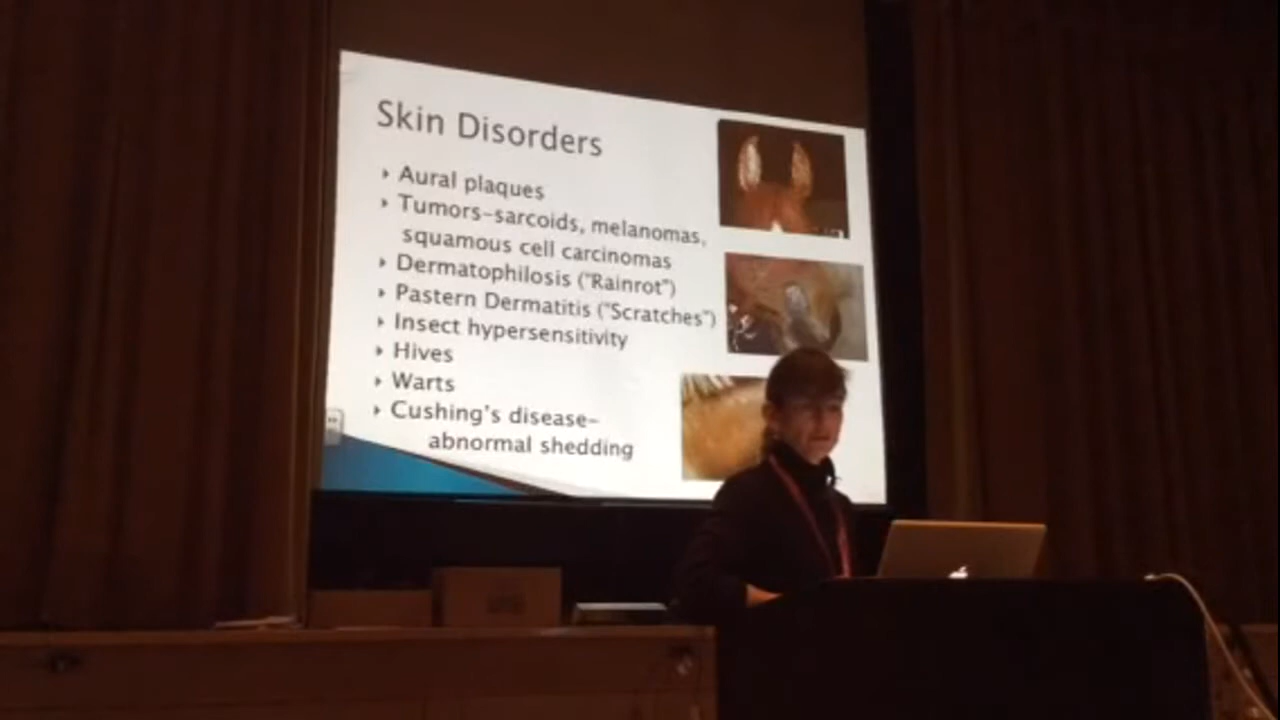 Skin Disorders
Aural plaques
Tumors-sarcoids, melanomas,
squamous cell carcinomas
Dermatophilosis ("Rainrot")
Pastern Dermatitis ("Scratches")
Insect hypersensitivity
Hives
Warts
Cushing's disease-
abnormal shedding